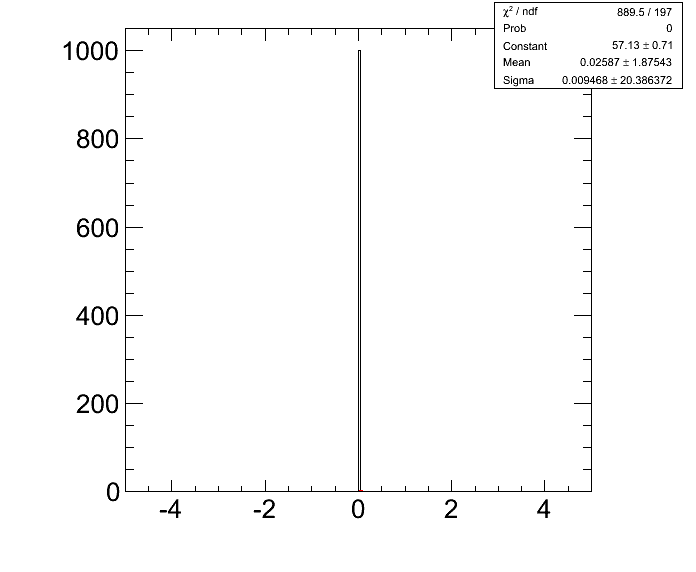 χ² / ndf 889.5 / 197
Prob 0
Constant 57.13 ± 0.71
Mean 0.02587 ± 1.87543
Sigma 0.009468 ± 20.386372
1000
800
600
400
200
0
-4 -2 0 2 4